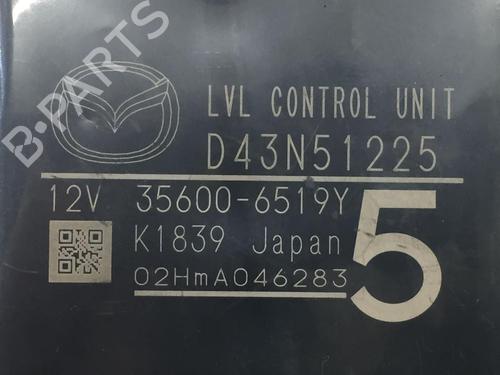 B-PARTS
LVL CONTROL UNIT
D43N51225
12V 35600-6519Y
K1839 Japan
02HmA046283
5